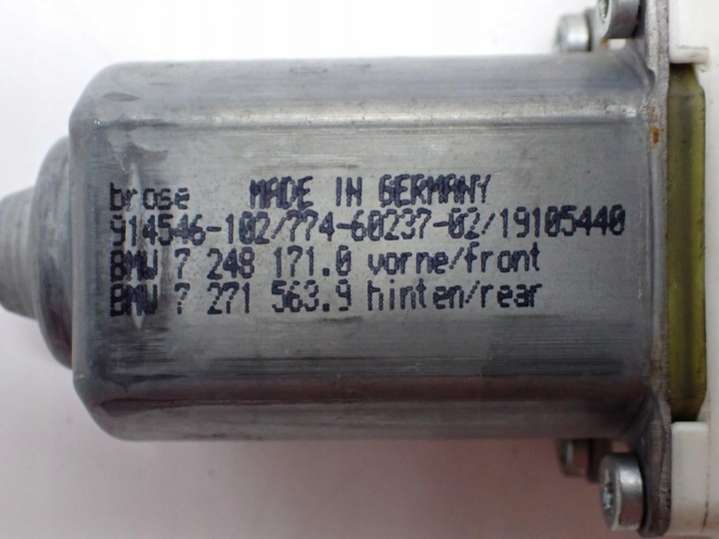 brose MADE IN GERMANY
914546-102/774-60237-02/19105440
BMW 7 248 171.0 vorne/front
BMW 7 271 563.9 hinten/rear